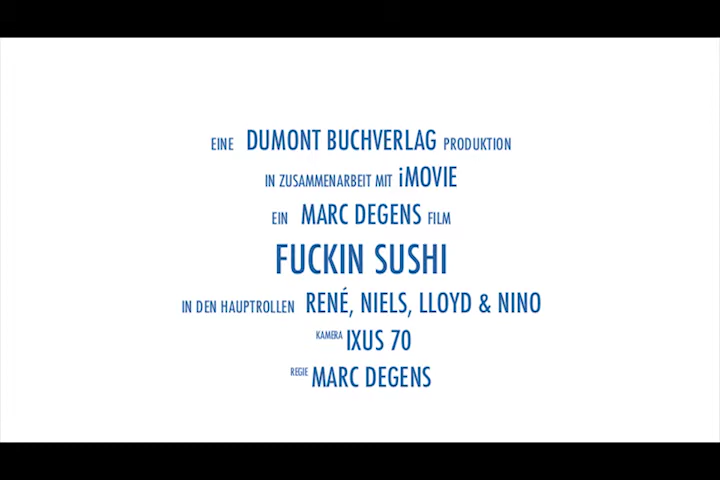 EINE DUMONT BUCHVERLAG PRODUKTION
IN ZUSAMMENARBEIT MIT iMOVIE
EIN MARC DEGENS FILM
FUCKIN SUSHI
IN DEN HAUPTROLLEN RENÉ, NIELS, LLOYD & NINO
KAMERA IXUS 70
REGIE MARC DEGENS